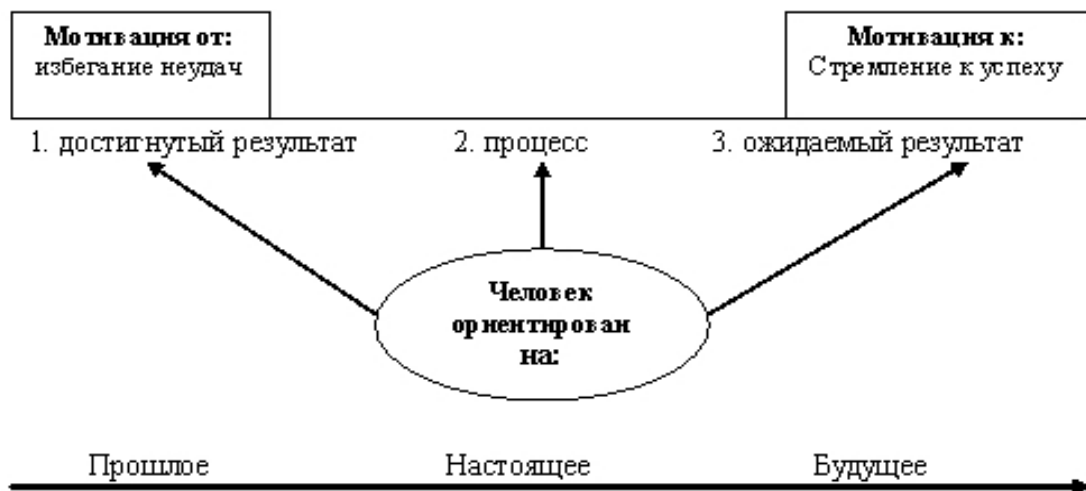 Мотивация от:
избегание неудач
Мотивация к:
Стремление к успеху
1. достигнутый результат
2. процесс
3. ожидаемый результат
Человек
ориентирован
на:
Прошлое
Настоящее
Будущее